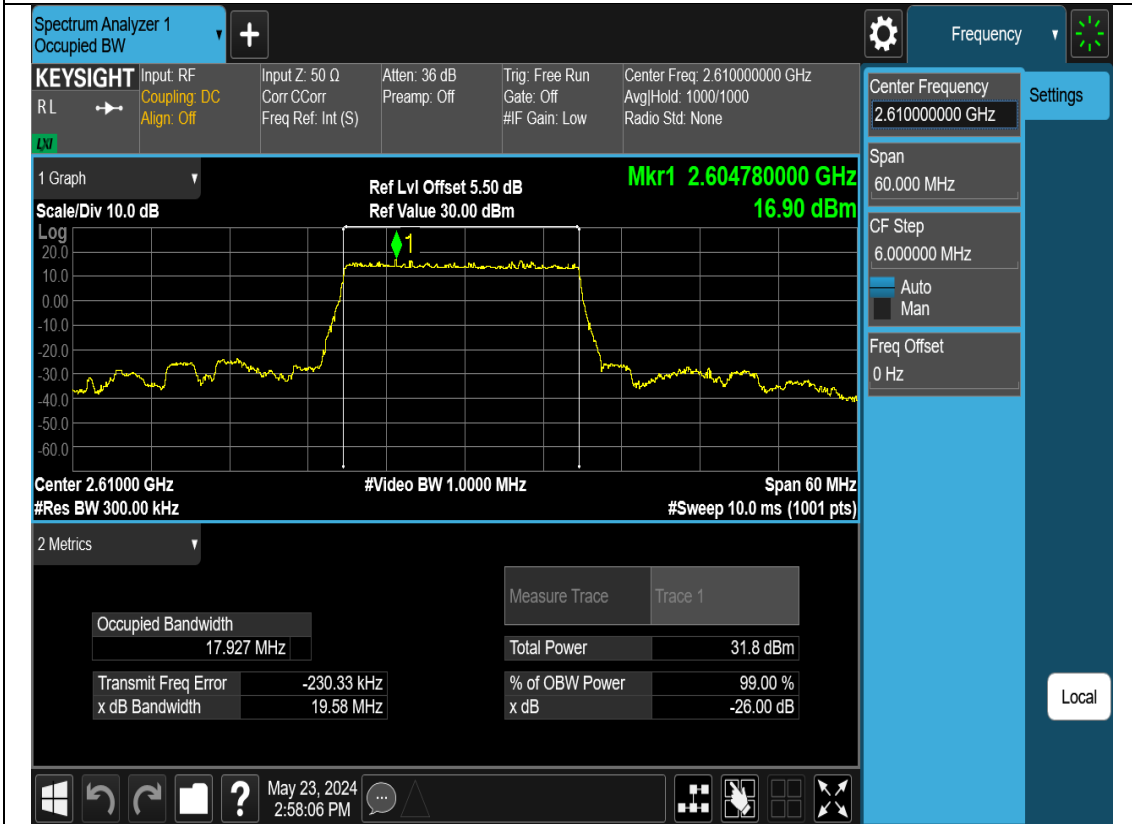 Spectrum Analyzer 1
Occupied BW
Frequency
KEYSIGHT
RL
LXI
Input: RF
Coupling: DC
Align: Off
Input Z: 50 Ω
Corr CCorr
Freq Ref: Int (S)
Atten: 36 dB
Preamp: Off
Trig: Free Run
Gate: Off
#IF Gain: Low
Center Freq: 2.610000000 GHz
Avg|Hold: 1000/1000
Radio Std: None
Center Frequency
2.610000000 GHz
Settings
Span
60.000 MHz
CF Step
6.000000 MHz
Auto
Man
Freq Offset
0 Hz
Local
1 Graph
Ref Lvl Offset 5.50 dB
Mkr1 2.604780000 GHz
Scale/Div 10.0 dB
Ref Value 30.00 dBm
16.90 dBm
Log
1
20.0
10.0
0.00
-10.0
-20.0
-30.0
-40.0
-50.0
-60.0
Center 2.61000 GHz
#Video BW 1.0000 MHz
Span 60 MHz
#Res BW 300.00 kHz
#Sweep 10.0 ms (1001 pts)
2 Metrics
Measure Trace Trace 1
Occupied Bandwidth
17.927 MHz
Total Power 31.8 dBm
Transmit Freq Error -230.33 kHz
% of OBW Power 99.00 %
x dB Bandwidth 19.58 MHz
x dB -26.00 dB
?
May 23, 2024
2:58:06 PM